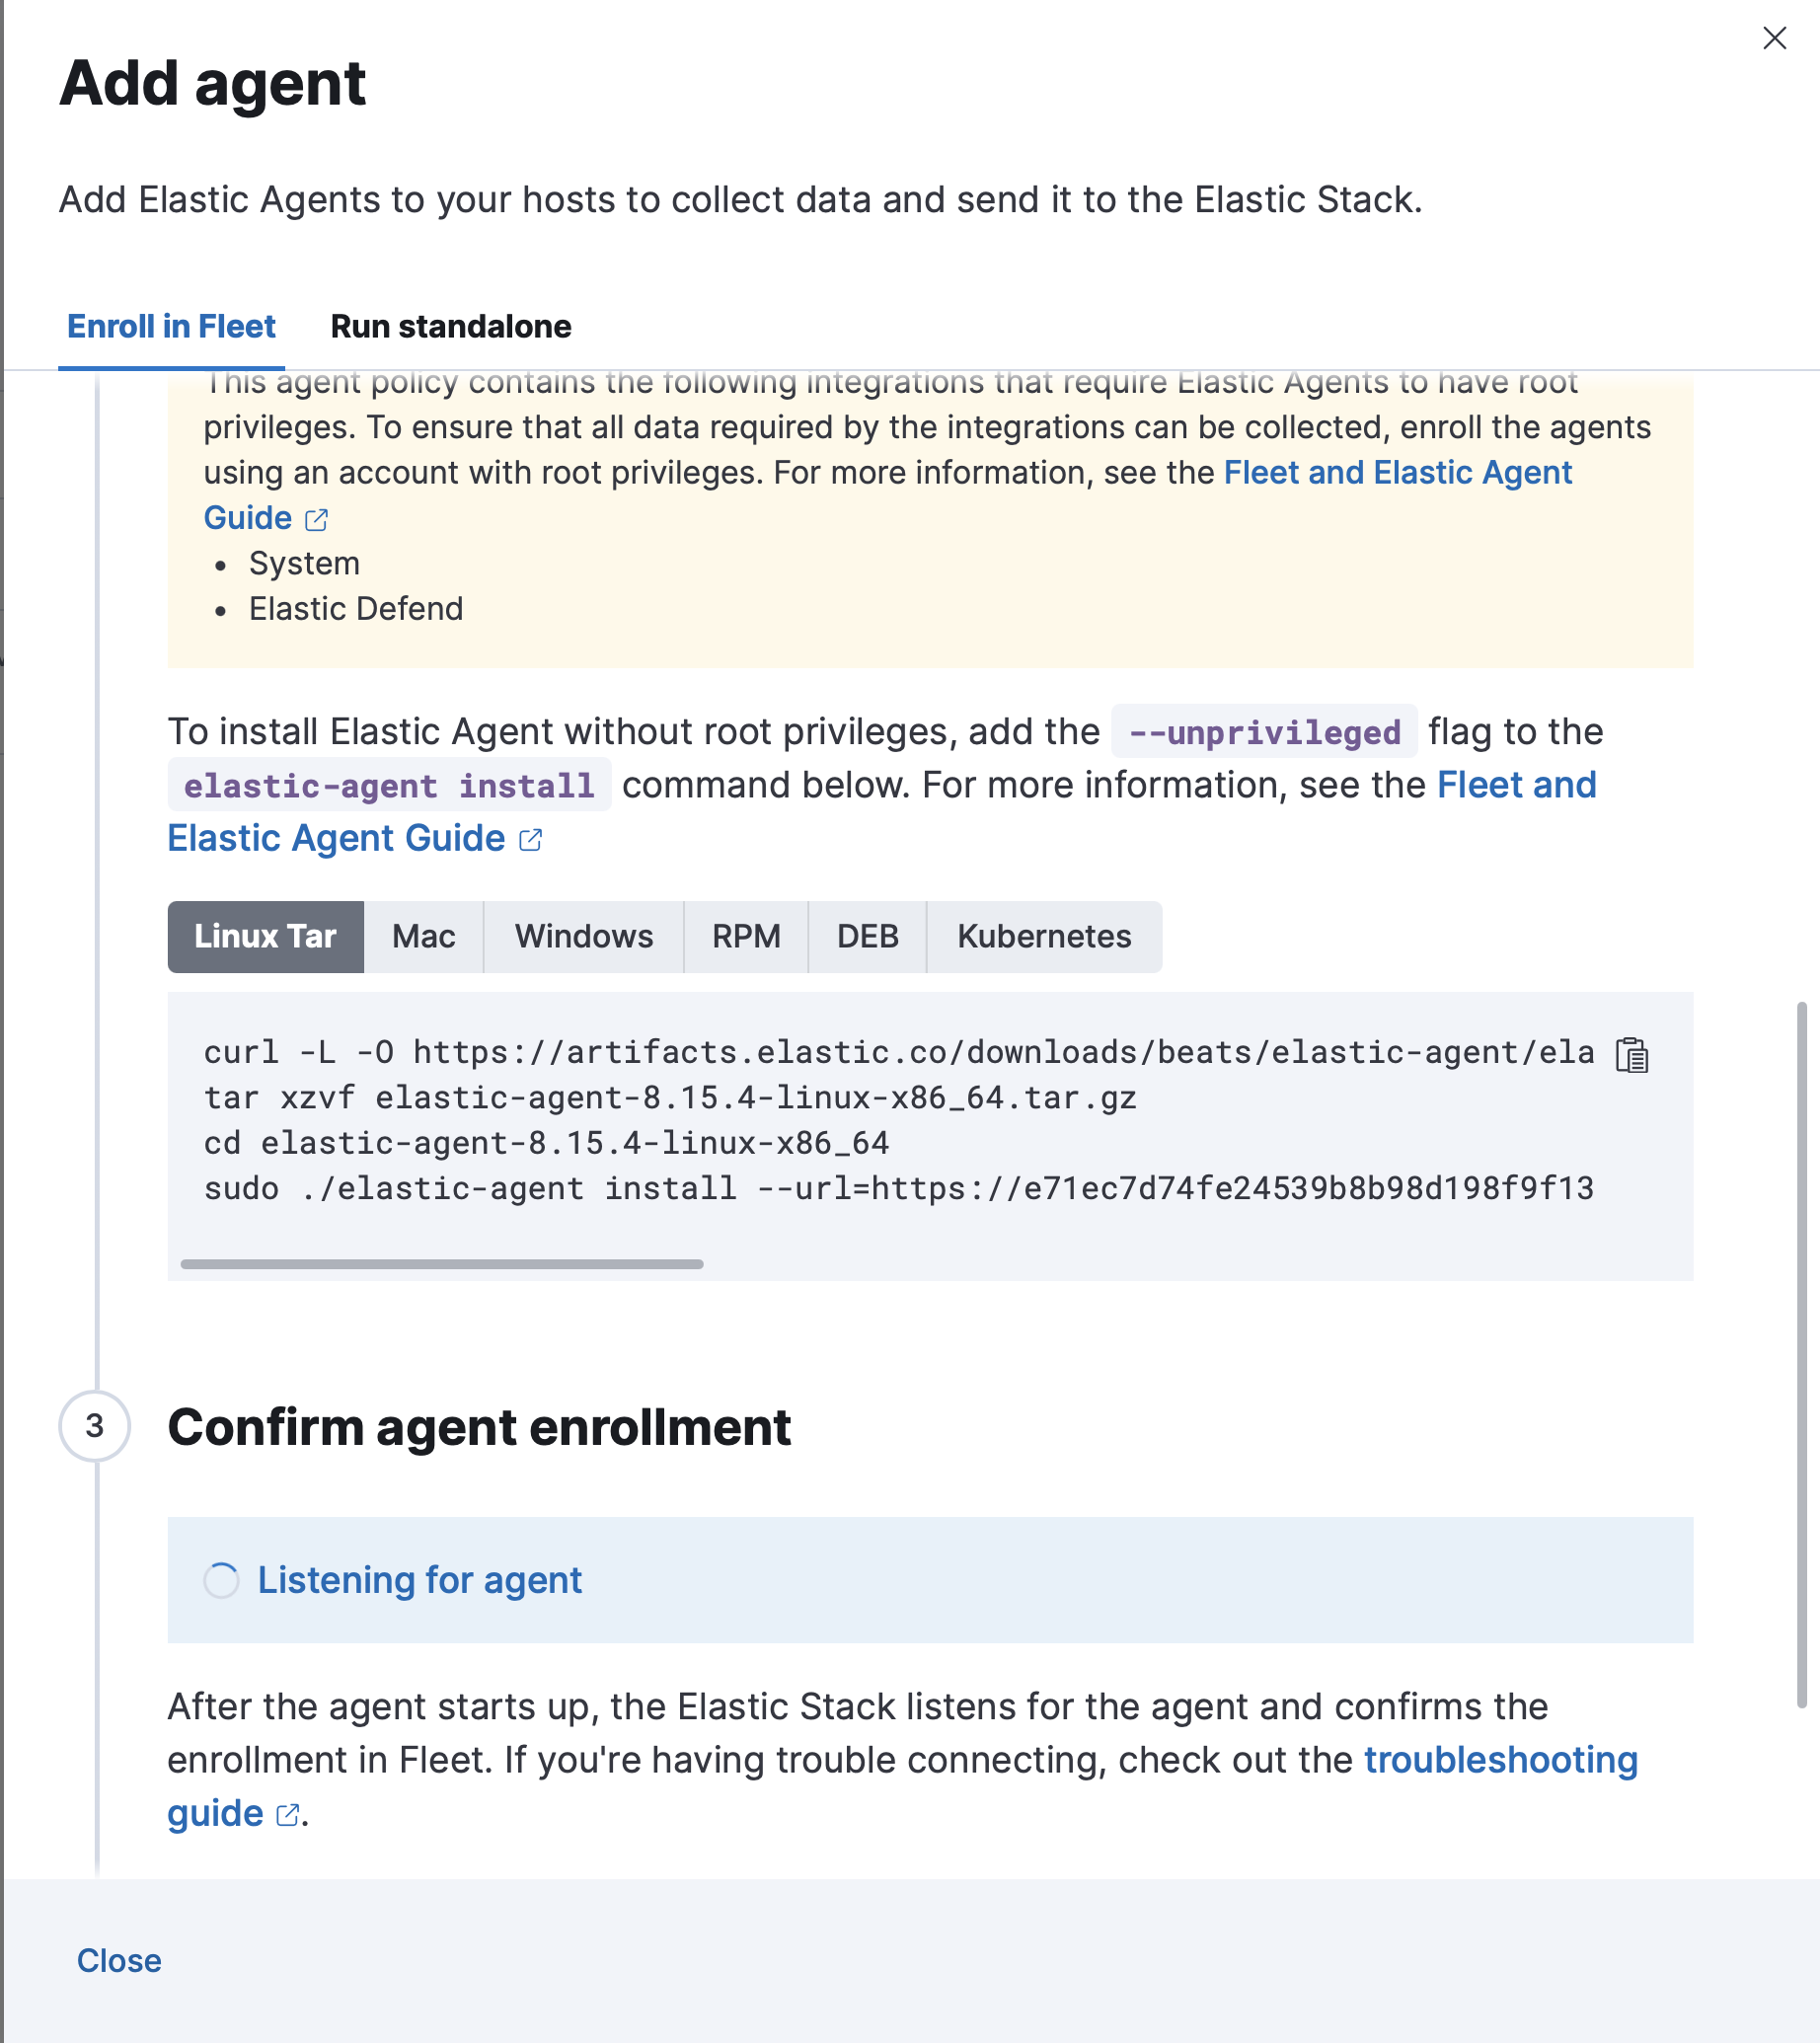 Add agent
Add Elastic Agents to your hosts to collect data and send it to the Elastic Stack.
Enroll in Fleet
Run standalone
This agent policy contains the following integrations that require Elastic Agents to have root
privileges. To ensure that all data required by the integrations can be collected, enroll the agents
using an account with root privileges. For more information, see the Fleet and Elastic Agent
Guide
• System
• Elastic Defend
To install Elastic Agent without root privileges, add the --unprivileged flag to the
elastic-agent install command below. For more information, see the Fleet and
Elastic Agent Guide
Linux Tar
Mac
Windows
RPM
DEB
Kubernetes
curl -L -O https://artifacts.elastic.co/downloads/beats/elastic-agent/ela
tar xzvf elastic-agent-8.15.4-linux-x86_64.tar.gz
cd elastic-agent-8.15.4-linux-x86_64
sudo ./elastic-agent install --url=https://e71ec7d74fe24539b8b98d198f9f13
3
Confirm agent enrollment
Listening for agent
After the agent starts up, the Elastic Stack listens for the agent and confirms the
enrollment in Fleet. If you're having trouble connecting, check out the troubleshooting
guide.
Close